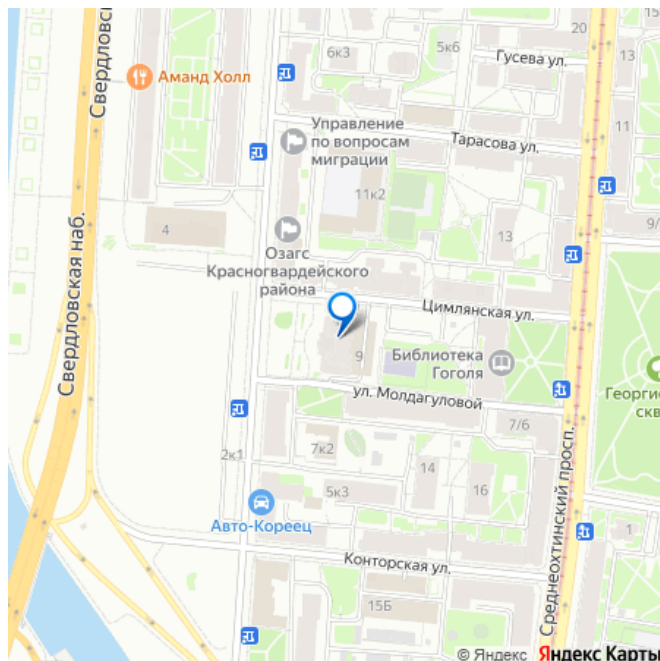 20
Гусева ул.
13
Свердловск
6к3
5к6
Аманд Холл
Управление
по вопросам
миграции
Тарасова ул.
11
11к2
4
13
9/
Озагс
Красногвардейского
района
Цимлянская ул.
Свердловская наб.
9
Библиотека
Гоголя
Георгие
скв
ул. Молдагуловой
7/6
7к2
2к1
14
16
5к3
Авто-Кореец
Среднеохтинский просп.
1
Конторская ул.
15Б
© Яндекс Яндекс Карты